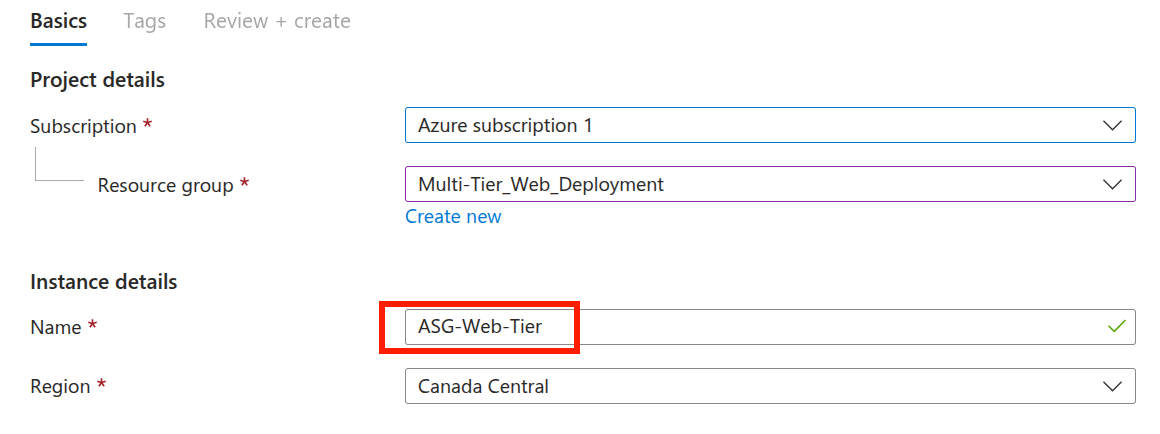 Basics Tags Review + create
Project details
Subscription * Azure subscription 1
Resource group * Multi-Tier_Web_Deployment
Create new
Instance details
Name * ASG-Web-Tier
Region * Canada Central